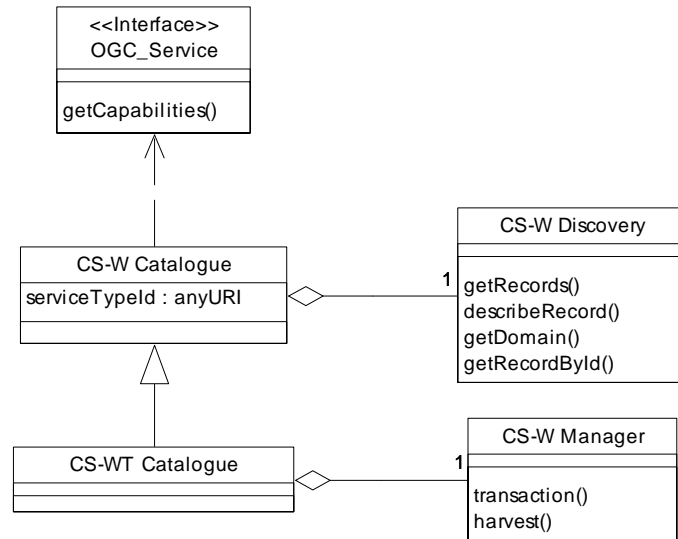 <<Interface>>
OGC_Service
getCapabilities()
CS-W Catalogue
serviceTypeId : anyURI
1
CS-W Discovery
getRecords()
describeRecord()
getDomain()
getRecordById()
CS-WT Catalogue
1
CS-W Manager
transaction()
harvest()